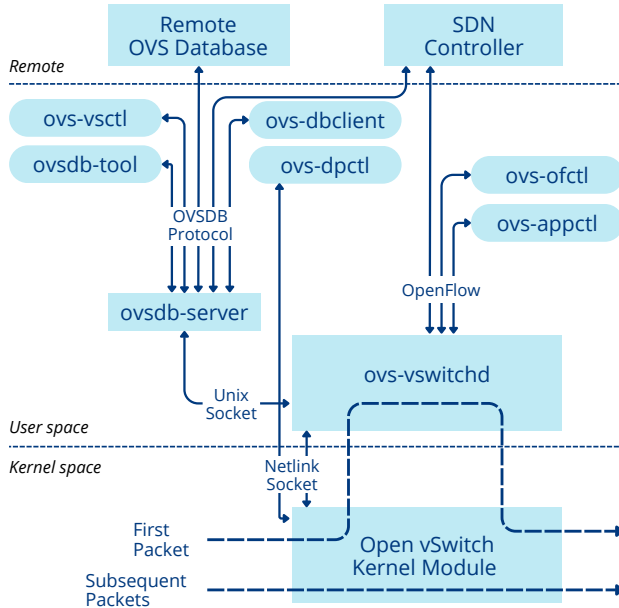 Remote
OVS Database
SDN
Controller
Remote
ovs-vsctl
ovs-dbclient
ovsdb-tool
ovs-dpctl
ovs-ofctl
ovs-appctl
OVSDB
Protocol
OpenFlow
ovsdb-server
ovs-vswitchd
Unix
Socket
User space
Kernel space
Netlink
Socket
First
Packet
Open vSwitch
Kernel Module
Subsequent
Packets